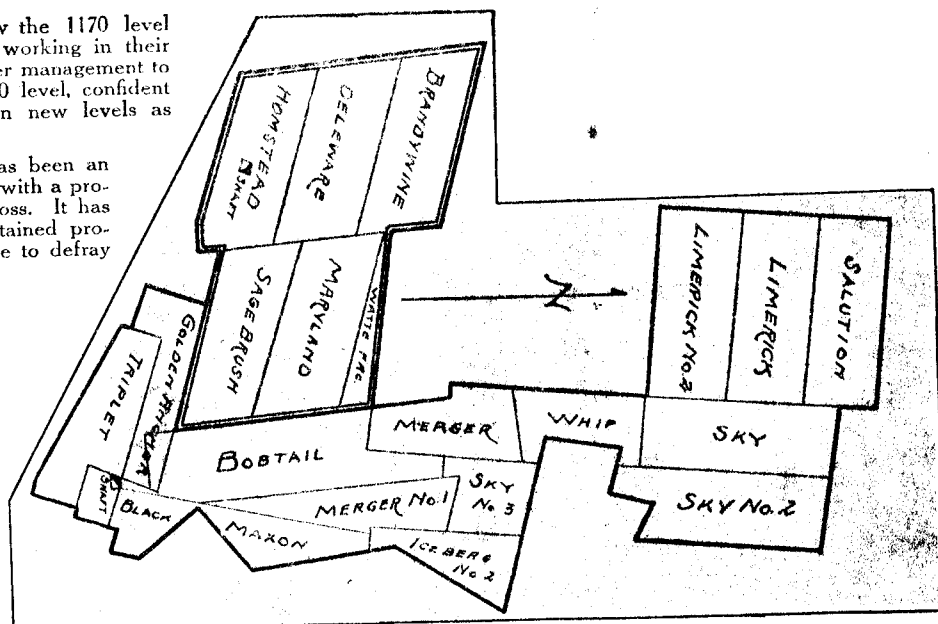 w the 1170 level
working in their
er management to
0 level, confident
n new levels as
as been an
with a pro-
oss. It has
tained pro-
e to defray
HOMSTEAD
SHAFT
DELEWARE
BRANDYWINE
SAGE BRUSH
MARYLAND
N
LIMERICK No. 2
LIMERICK
SALUTION
GOLDEN
TRIPLET
SHAFT
BLACK
BOBTAIL
MERGER
WHIP
SKY
MERGER No. 1
SKY
No. 3
SKY No. 2
MAXON
ICEBERG
No 2